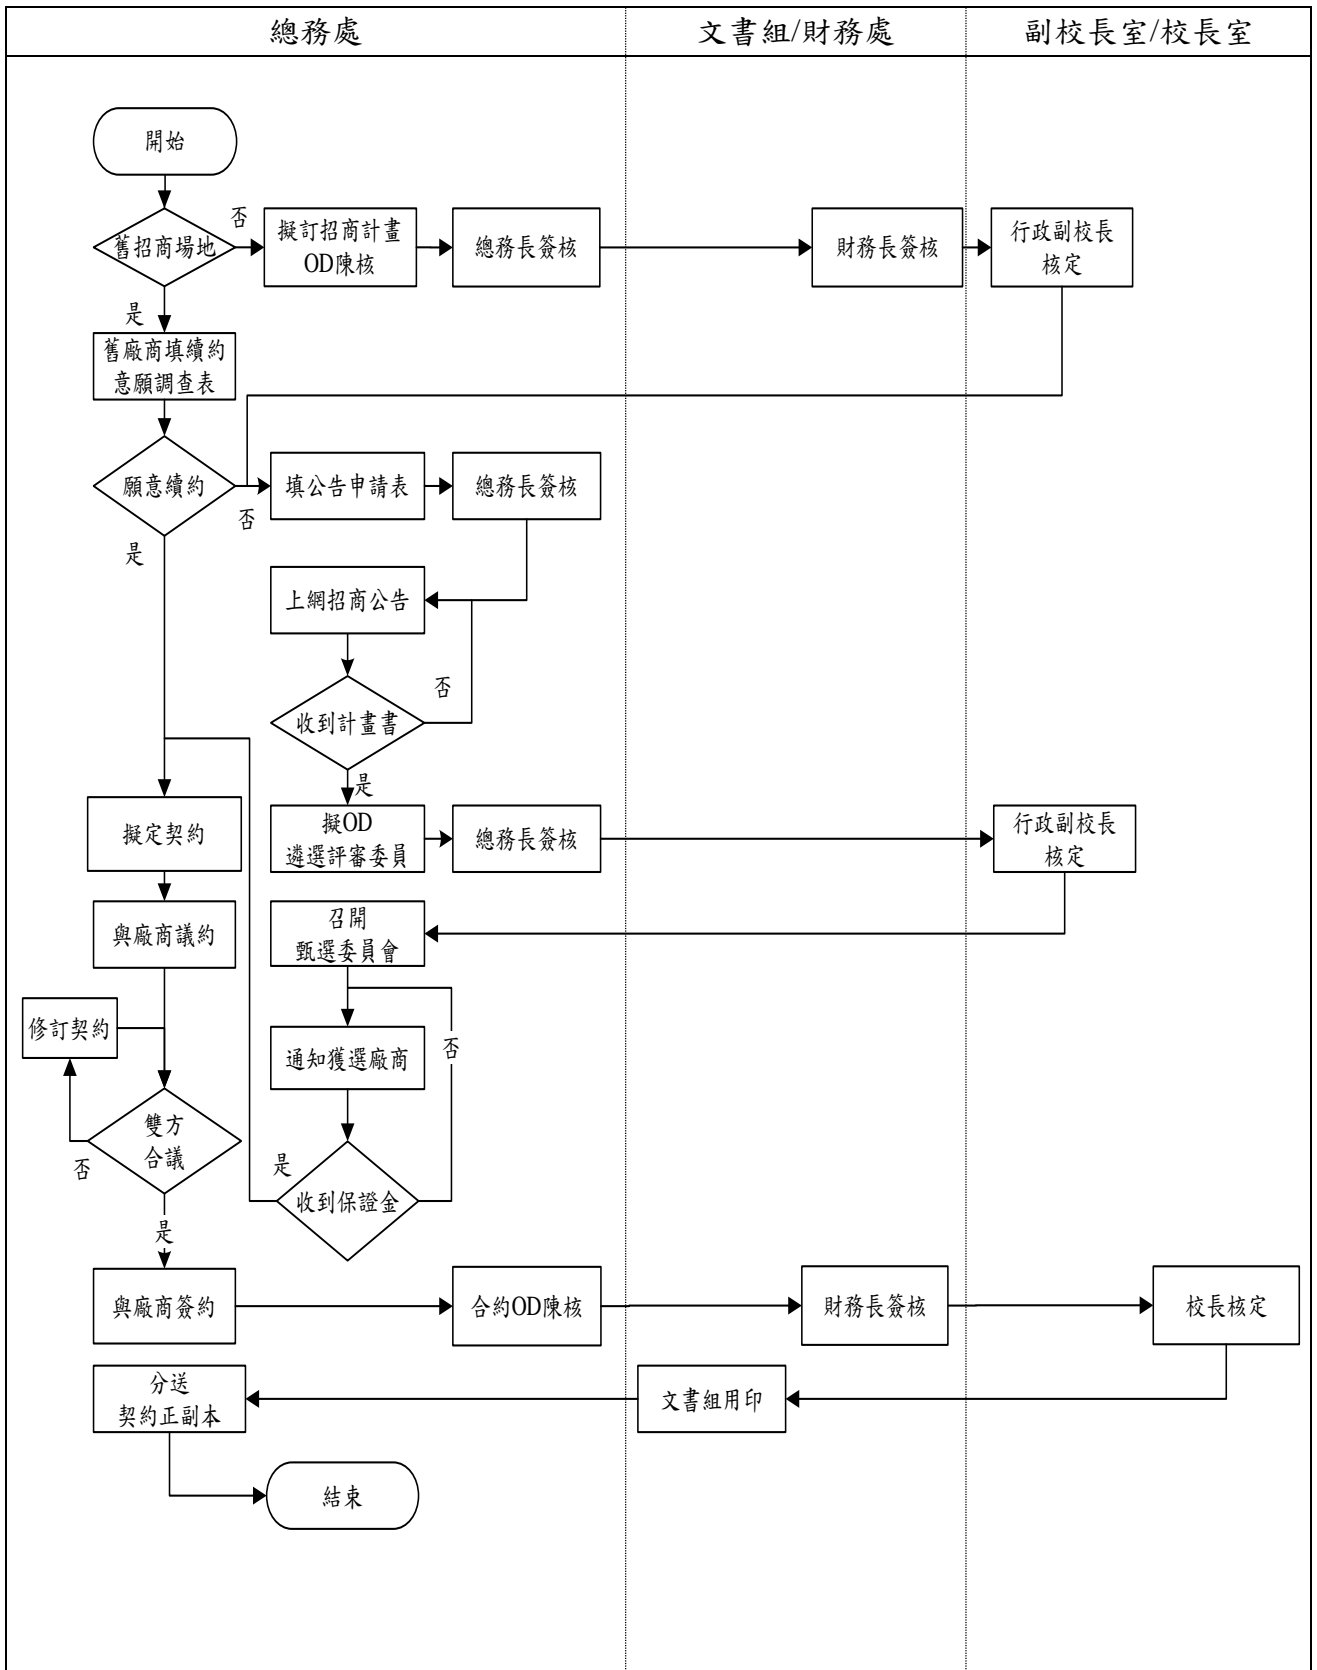 總務處
文書組/財務處
副校長室/校長室
開始
舊招商場地
否
擬訂招商計畫
OD陳核
總務長簽核
財務長簽核
行政副校長
核定
是
舊廠商填續約
意願調查表
願意續約
否
填公告申請表
總務長簽核
是
上網招商公告
收到計畫書
否
是
擬定契約
擬OD
遴選評審委員
總務長簽核
行政副校長
核定
與廠商議約
召開
甄選委員會
修訂契約
通知獲選廠商
否
雙方
合議
否
是
收到保證金
是
與廠商簽約
合約OD陳核
財務長簽核
校長核定
分送
契約正副本
文書組用印
結束